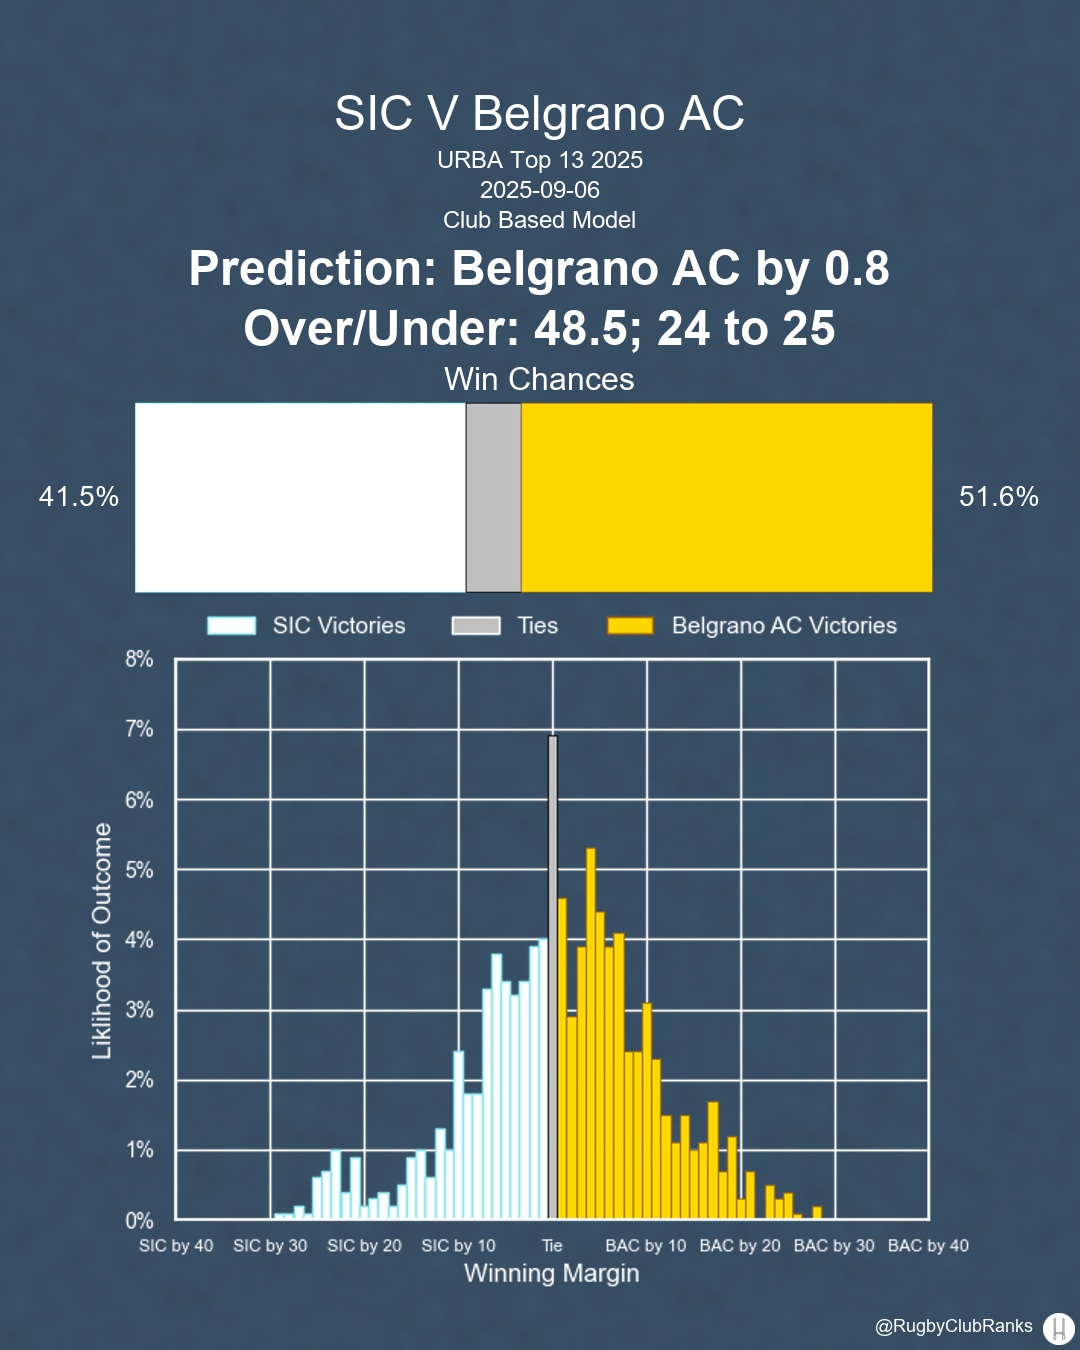 SIC V Belgrano AC
URBA Top 13 2025
2025-09-06
Club Based Model
Prediction: Belgrano AC by 0.8
Over/Under: 48.5; 24 to 25
Win Chances
41.5%
51.6%
SIC Victories
Ties
Belgrano AC Victories
8%
7%
6%
5%
4%
3%
2%
1%
0%
Liklihood of Outcome
SIC by 40
SIC by 30
SIC by 20
SIC by 10
Tie
BAC by 10
BAC by 20
BAC by 30
BAC by 40
Winning Margin
@RugbyClubRanks